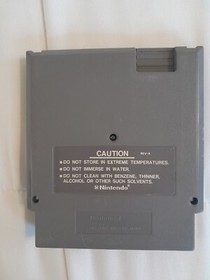 CAUTION
●DO NOT STORE IN EXTREME TEMPERATURES.
●DO NOT IMMERSE IN WATER.
●DO NOT CLEAN WITH BENZENE, THINNER,
ALCOHOL OR OTHER SUCH SOLVENTS.
Nintendo®